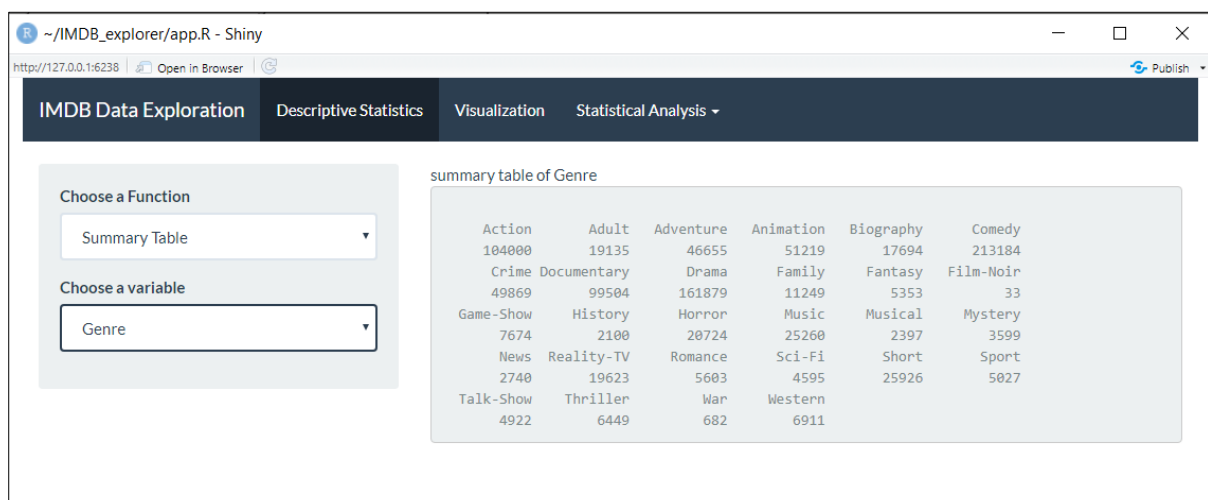 R ~/IMDB_explorer/app.R - Shiny
http://127.0.0.1:6238 Open in Browser Publish
IMDB Data Exploration Descriptive Statistics Visualization Statistical Analysis
summary table of Genre
Choose a Function
Summary Table
Choose a variable
Genre
Action Adult Adventure Animation Biography Comedy
104000 19135 46655 51219 17694 213184
Crime Documentary Drama Family Fantasy Film-Noir
49869 99504 161879 11249 5353 33
Game-Show History Horror Music Musical Mystery
7674 2100 20724 25260 2397 3599
News Reality-TV Romance Sci-Fi Short Sport
2740 19623 5603 4595 25926 5027
Talk-Show Thriller War Western
4922 6449 682 6911